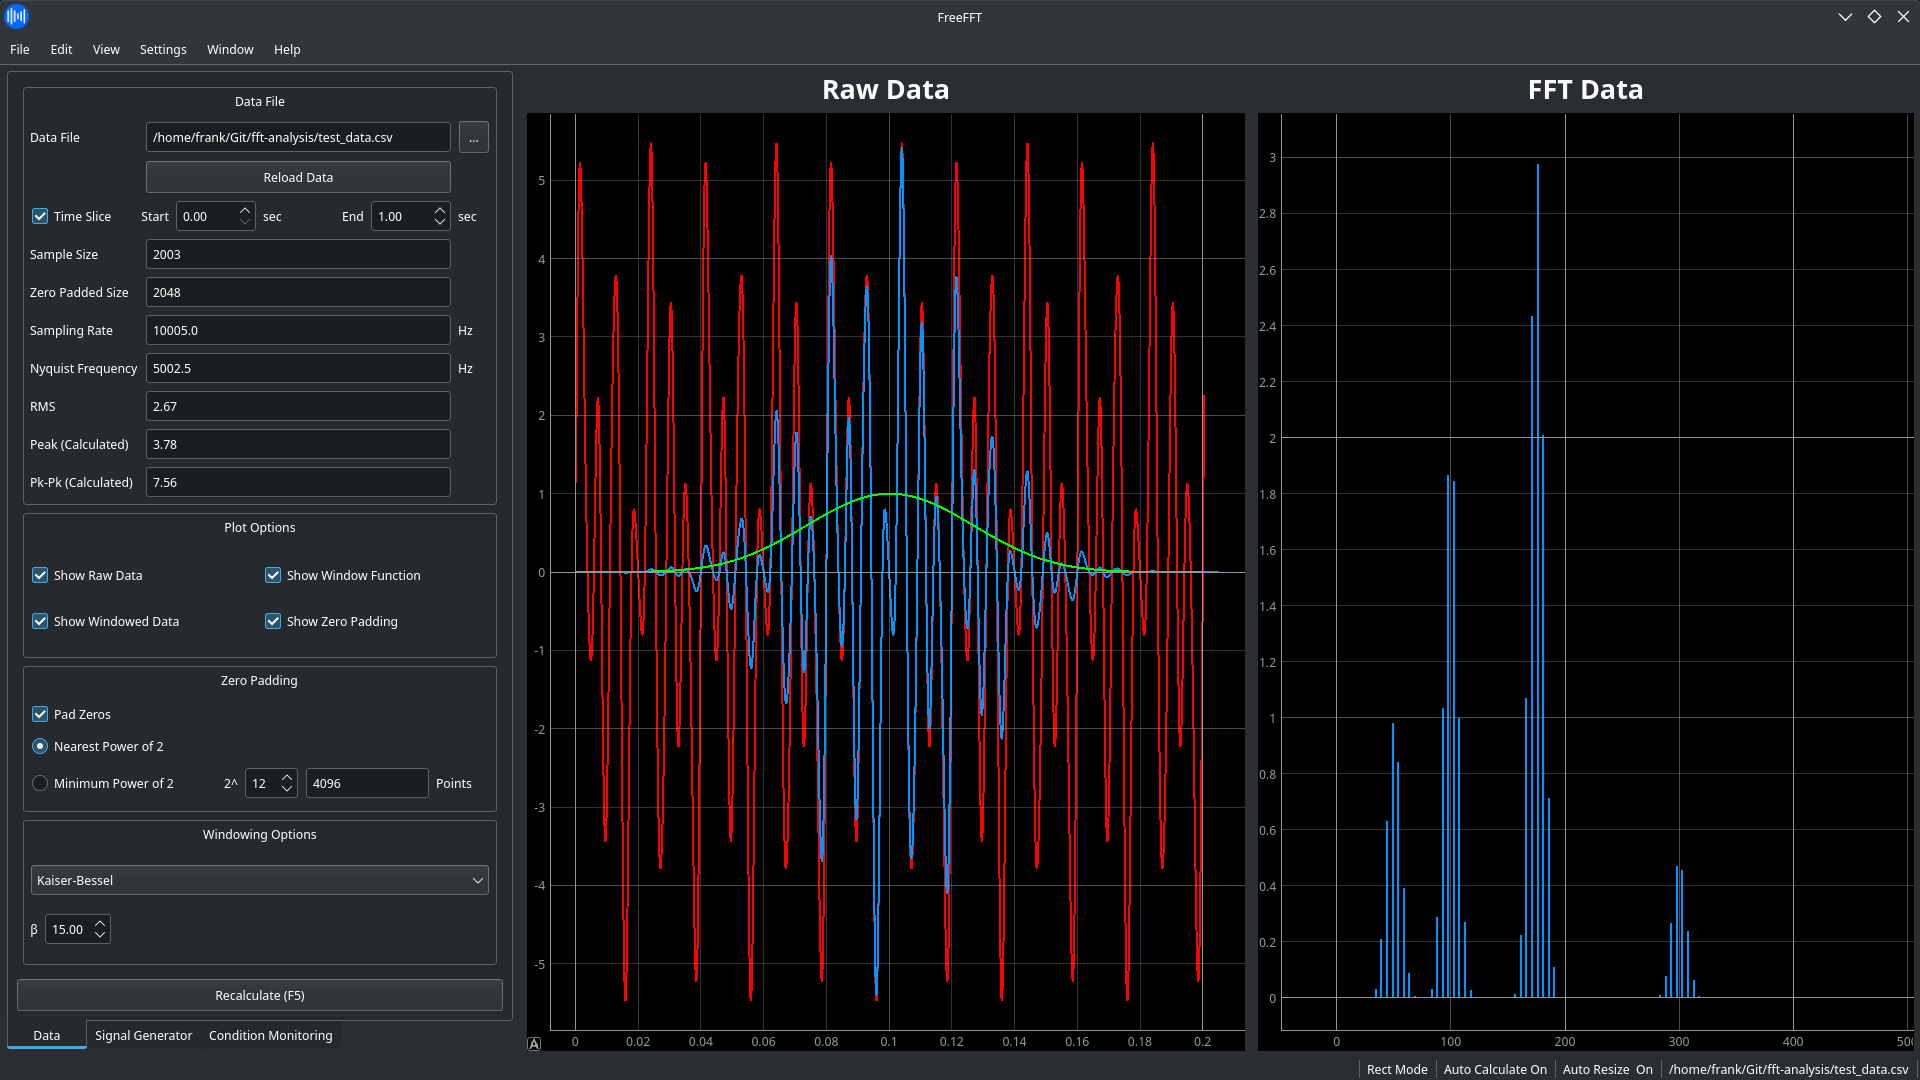 FreeFFT
File Edit View Settings Window Help
Data File
Data File /home/frank/Git/fft-analysis/test_data.csv ...
Reload Data
Time Slice Start 0.00 sec End 1.00 sec
Sample Size 2003
Zero Padded Size 2048
Sampling Rate 10005.0 Hz
Nyquist Frequency 5002.5 Hz
RMS 2.67
Peak (Calculated) 3.78
Pk-Pk (Calculated) 7.56
Plot Options
Show Raw Data Show Window Function
Show Windowed Data Show Zero Padding
Zero Padding
Pad Zeros
Nearest Power of 2
Minimum Power of 2 2^ 12 4096 Points
Windowing Options
Kaiser-Bessel
β 15.00
Recalculate (F5)
Data Signal Generator Condition Monitoring
Raw Data
5
4
3
2
1
0
-1
-2
-3
-4
-5
A 0 0.02 0.04 0.06 0.08 0.1 0.12 0.14 0.16 0.18 0.2
FFT Data
3
2.8
2.6
2.4
2.2
2
1.8
1.6
1.4
1.2
1
0.8
0.6
0.4
0.2
0
0 100 200 300 400
Rect Mode Auto Calculate On Auto Resize On /home/frank/Git/fft-analysis/test_data.csv